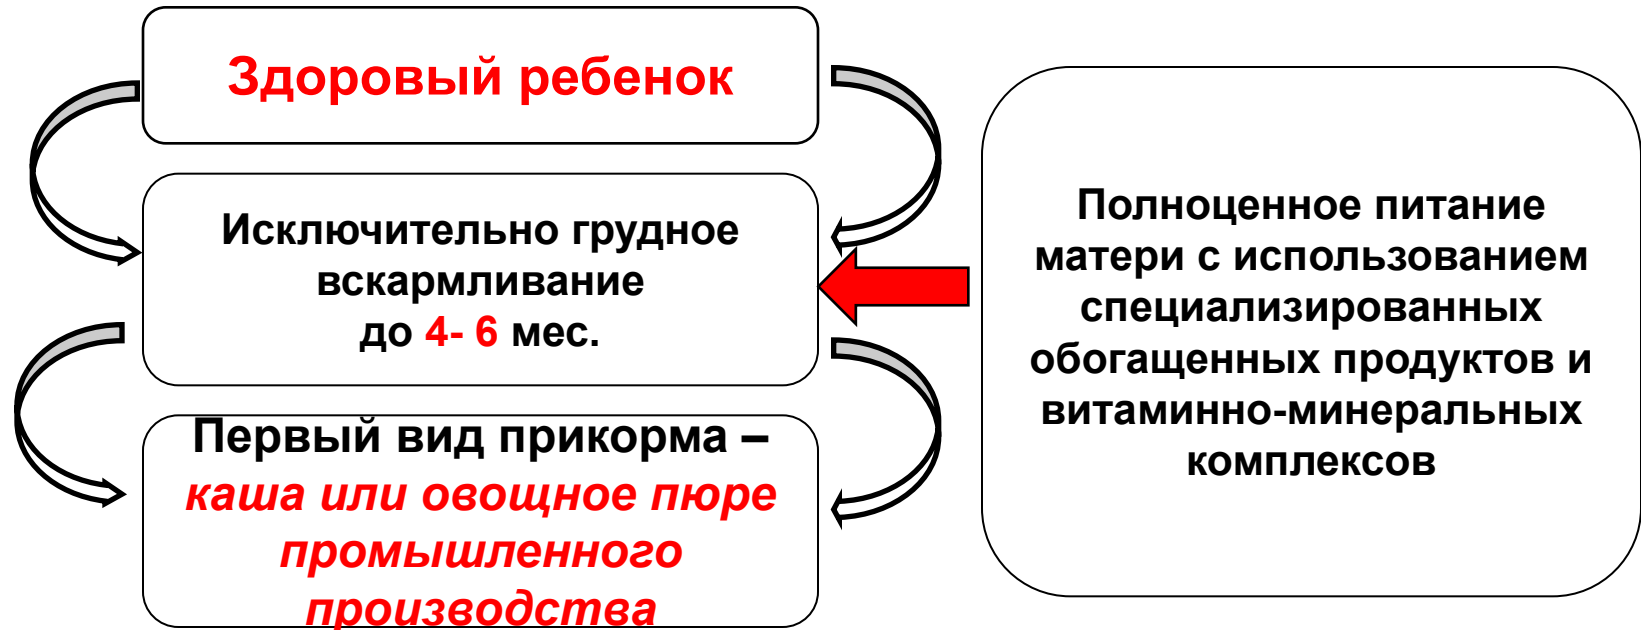 Здоровый ребенок
Исключительно грудное
вскармливание
до 4- 6 мес.
Первый вид прикорма –
каша или овощное пюре
промышленного
производства
Полноценное питание
матери с использованием
специализированных
обогащенных продуктов и
витаминно-минеральных
комплексов